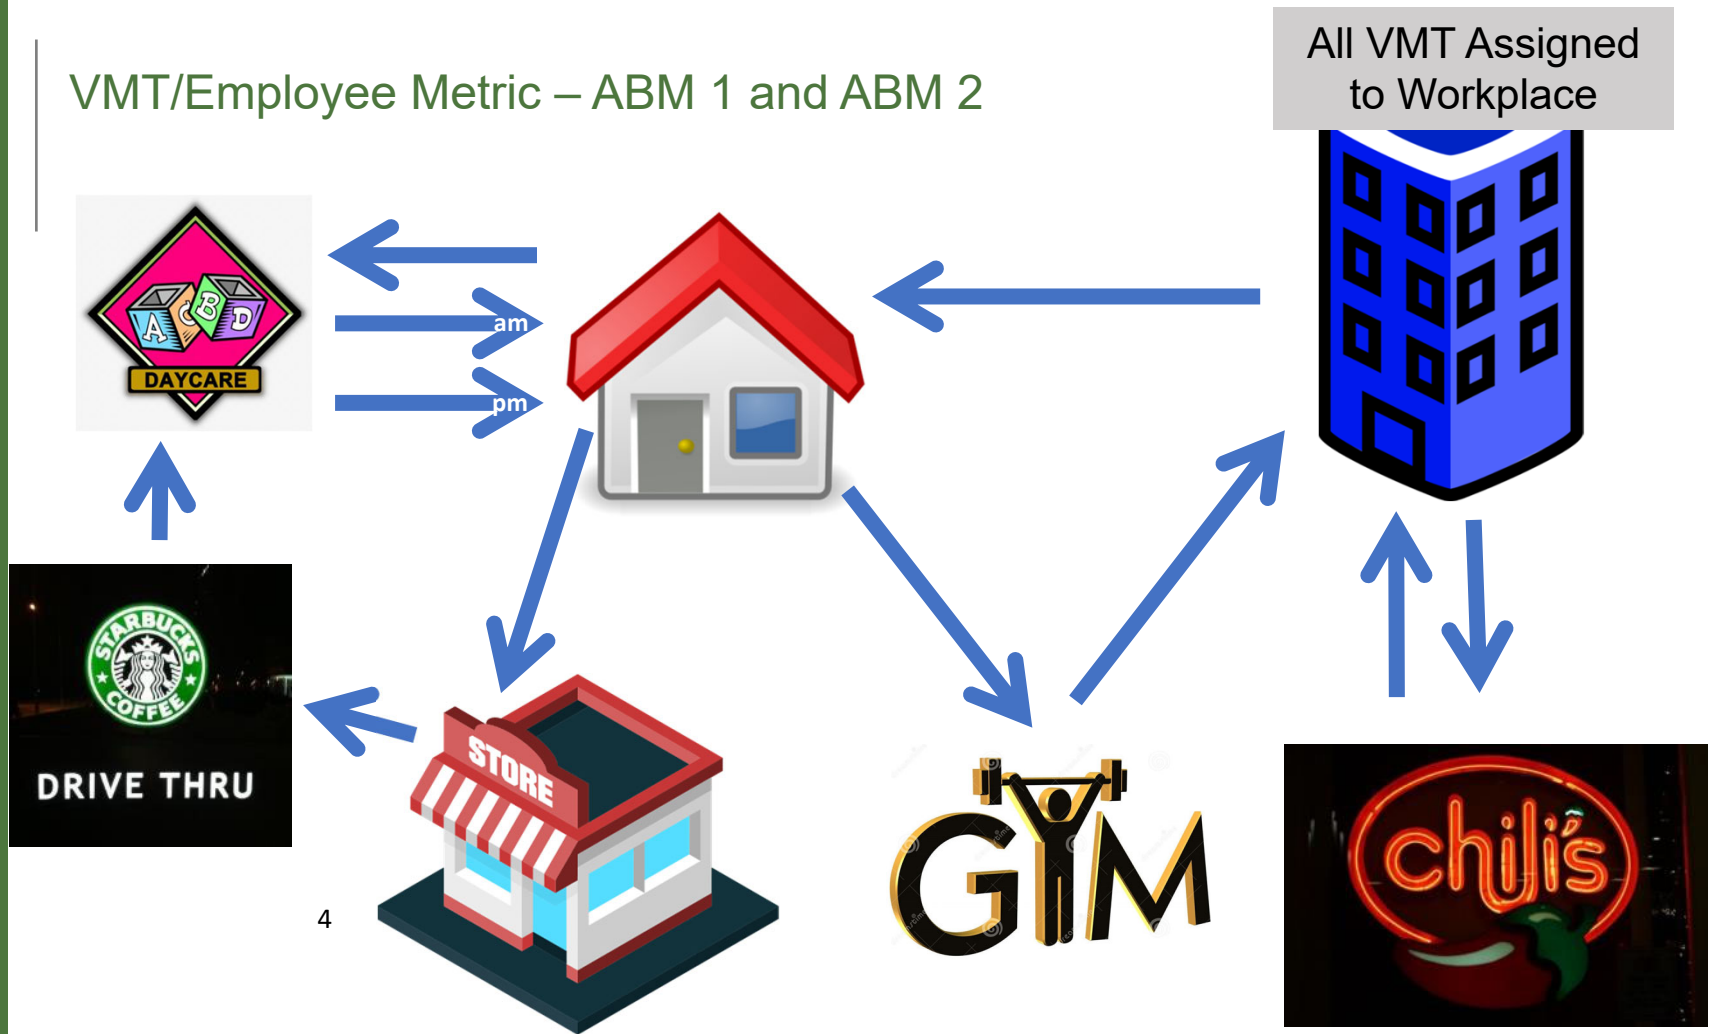 All VMT Assigned
to Workplace
VMT/Employee Metric – ABM 1 and ABM 2
am
pm
A C B D
DAYCARE
STARBUCKS
COFFEE
DRIVE THRU
STORE
GYM
chili's
4